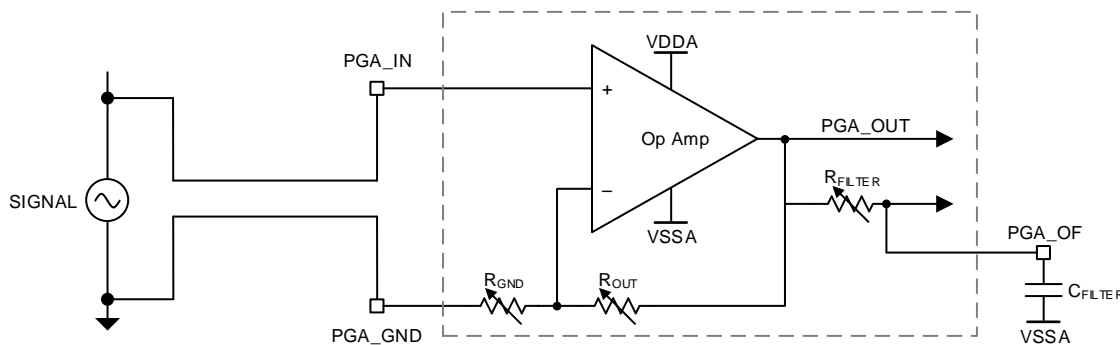 VDDA
PGA_IN
+
Op Amp
PGA_OUT
SIGNAL
−
RFILTER
VSSA
PGA_OF
RGND
ROUT
CFILTER
PGA_GND
VSSA